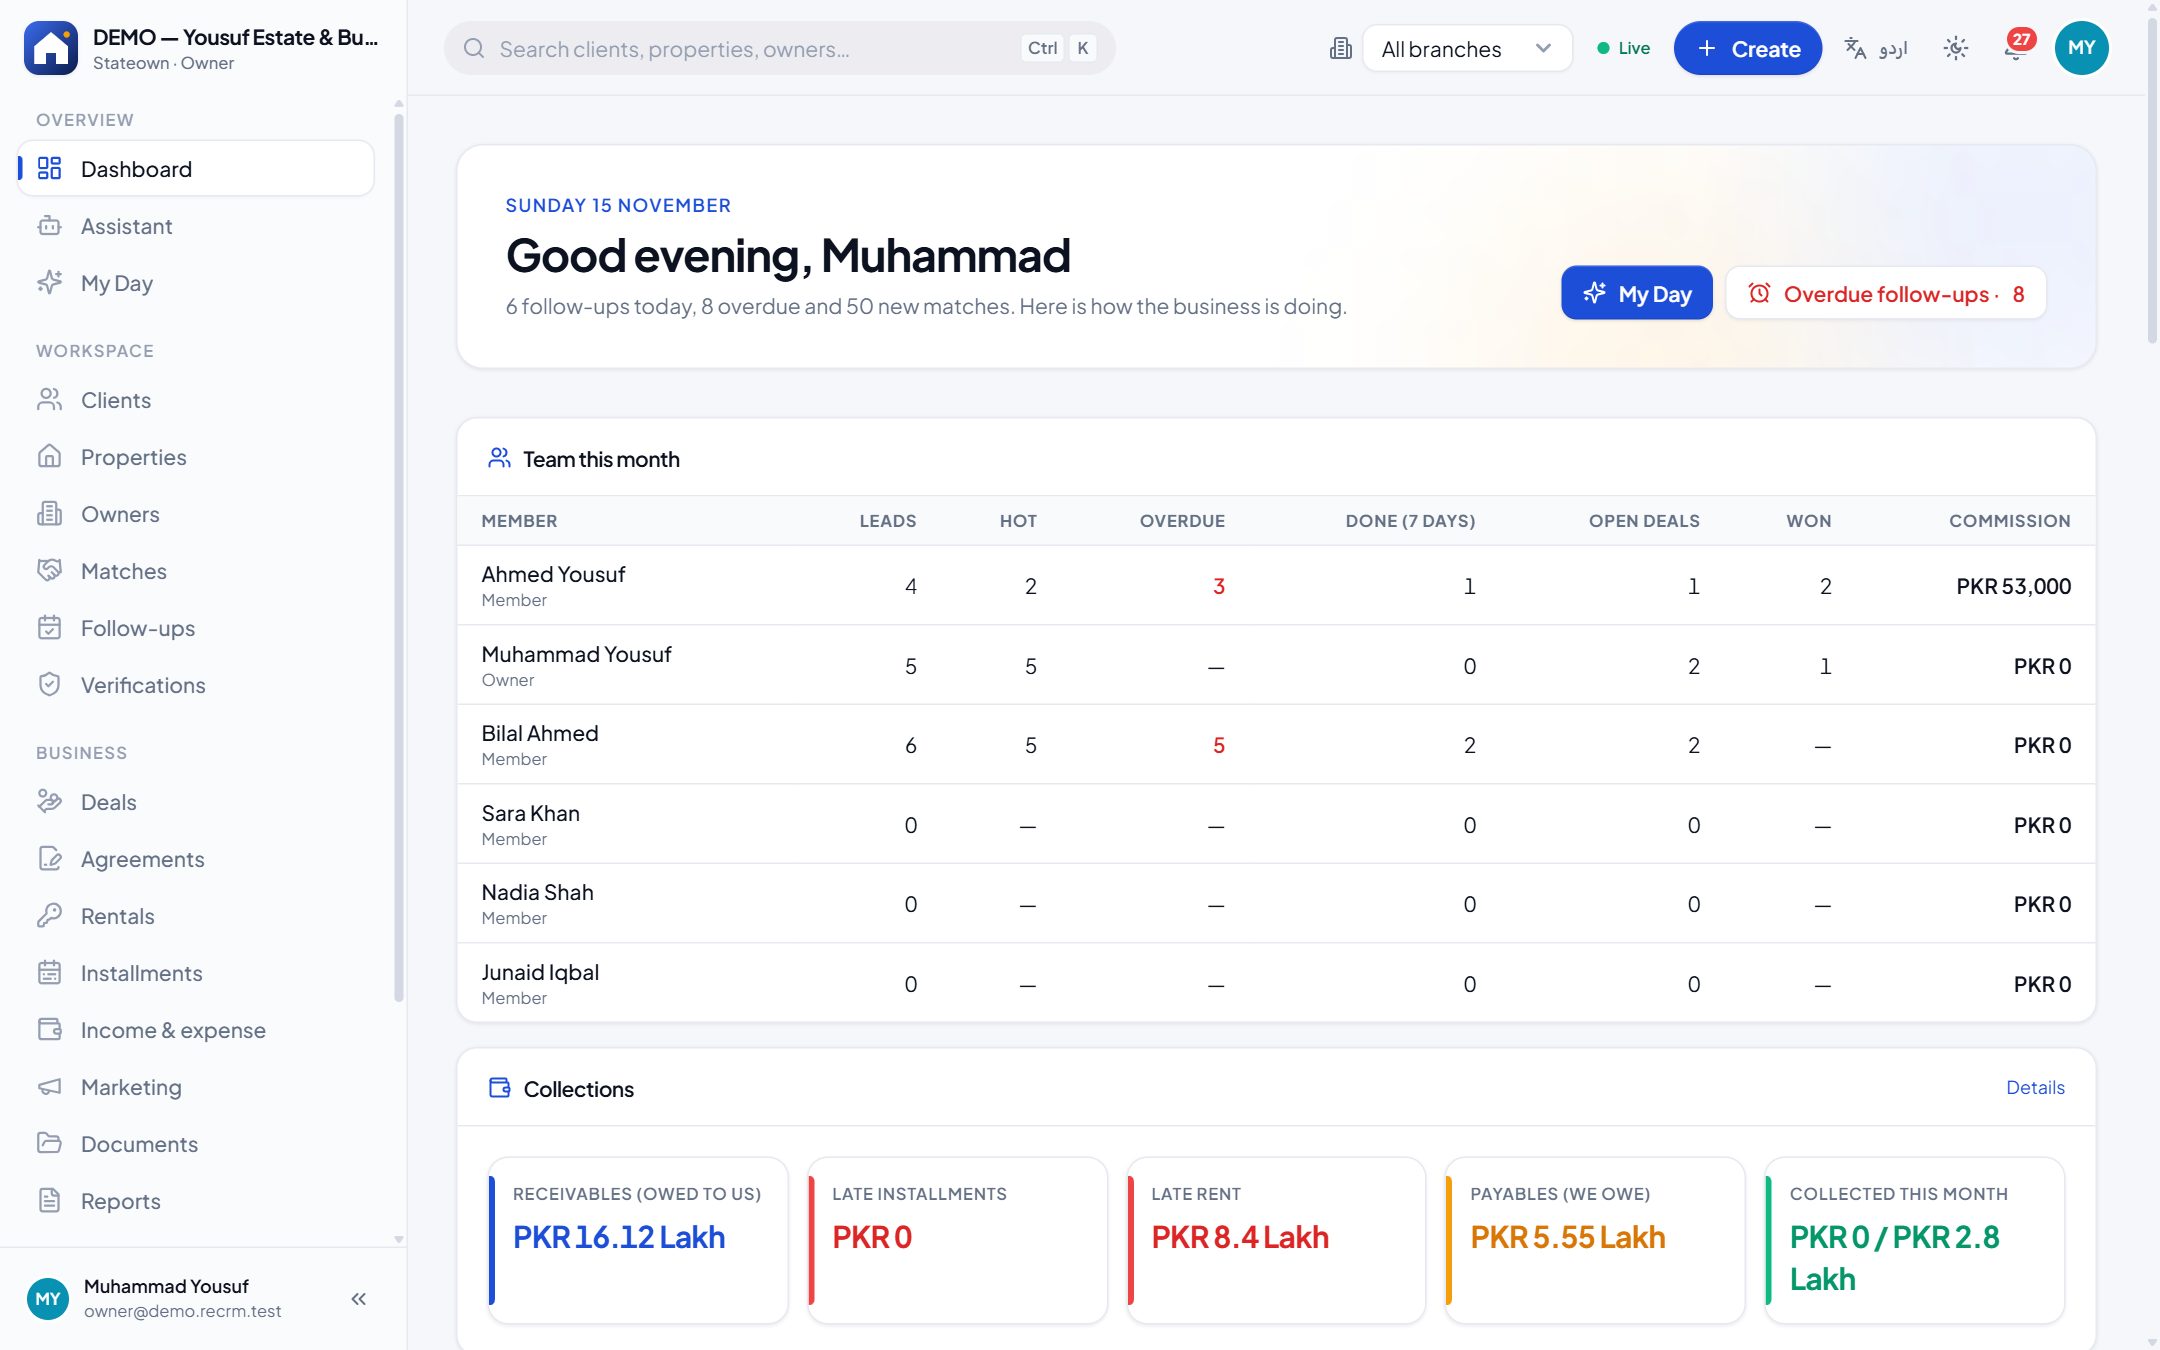 DEMO — Yousuf Estate & Bu...
Stateown · Owner
OVERVIEW
Dashboard
Assistant
My Day
WORKSPACE
Clients
Properties
Owners
Matches
Follow-ups
Verifications
BUSINESS
Deals
Agreements
Rentals
Installments
Income & expense
Marketing
Documents
Reports
MY
Muhammad Yousuf
owner@demo.recrm.test
Search clients, properties, owners... Ctrl K
All branches
Live
+ Create
اردو
27
MY
SUNDAY 15 NOVEMBER
Good evening, Muhammad
6 follow-ups today, 8 overdue and 50 new matches. Here is how the business is doing.
My Day
Overdue follow-ups · 8
Team this month
MEMBER LEADS HOT OVERDUE DONE (7 DAYS) OPEN DEALS WON COMMISSION
Ahmed Yousuf 4 2 3 1 1 2 PKR 53,000
Member
Muhammad Yousuf 5 5 — 0 2 1 PKR 0
Owner
Bilal Ahmed 6 5 5 2 2 — PKR 0
Member
Sara Khan 0 — — 0 0 — PKR 0
Member
Nadia Shah 0 — — 0 0 — PKR 0
Member
Junaid Iqbal 0 — — 0 0 — PKR 0
Member
Collections Details
RECEIVABLES (OWED TO US)
PKR 16.12 Lakh
LATE INSTALLMENTS
PKR 0
LATE RENT
PKR 8.4 Lakh
PAYABLES (WE OWE)
PKR 5.55 Lakh
COLLECTED THIS MONTH
PKR 0 / PKR 2.8
Lakh